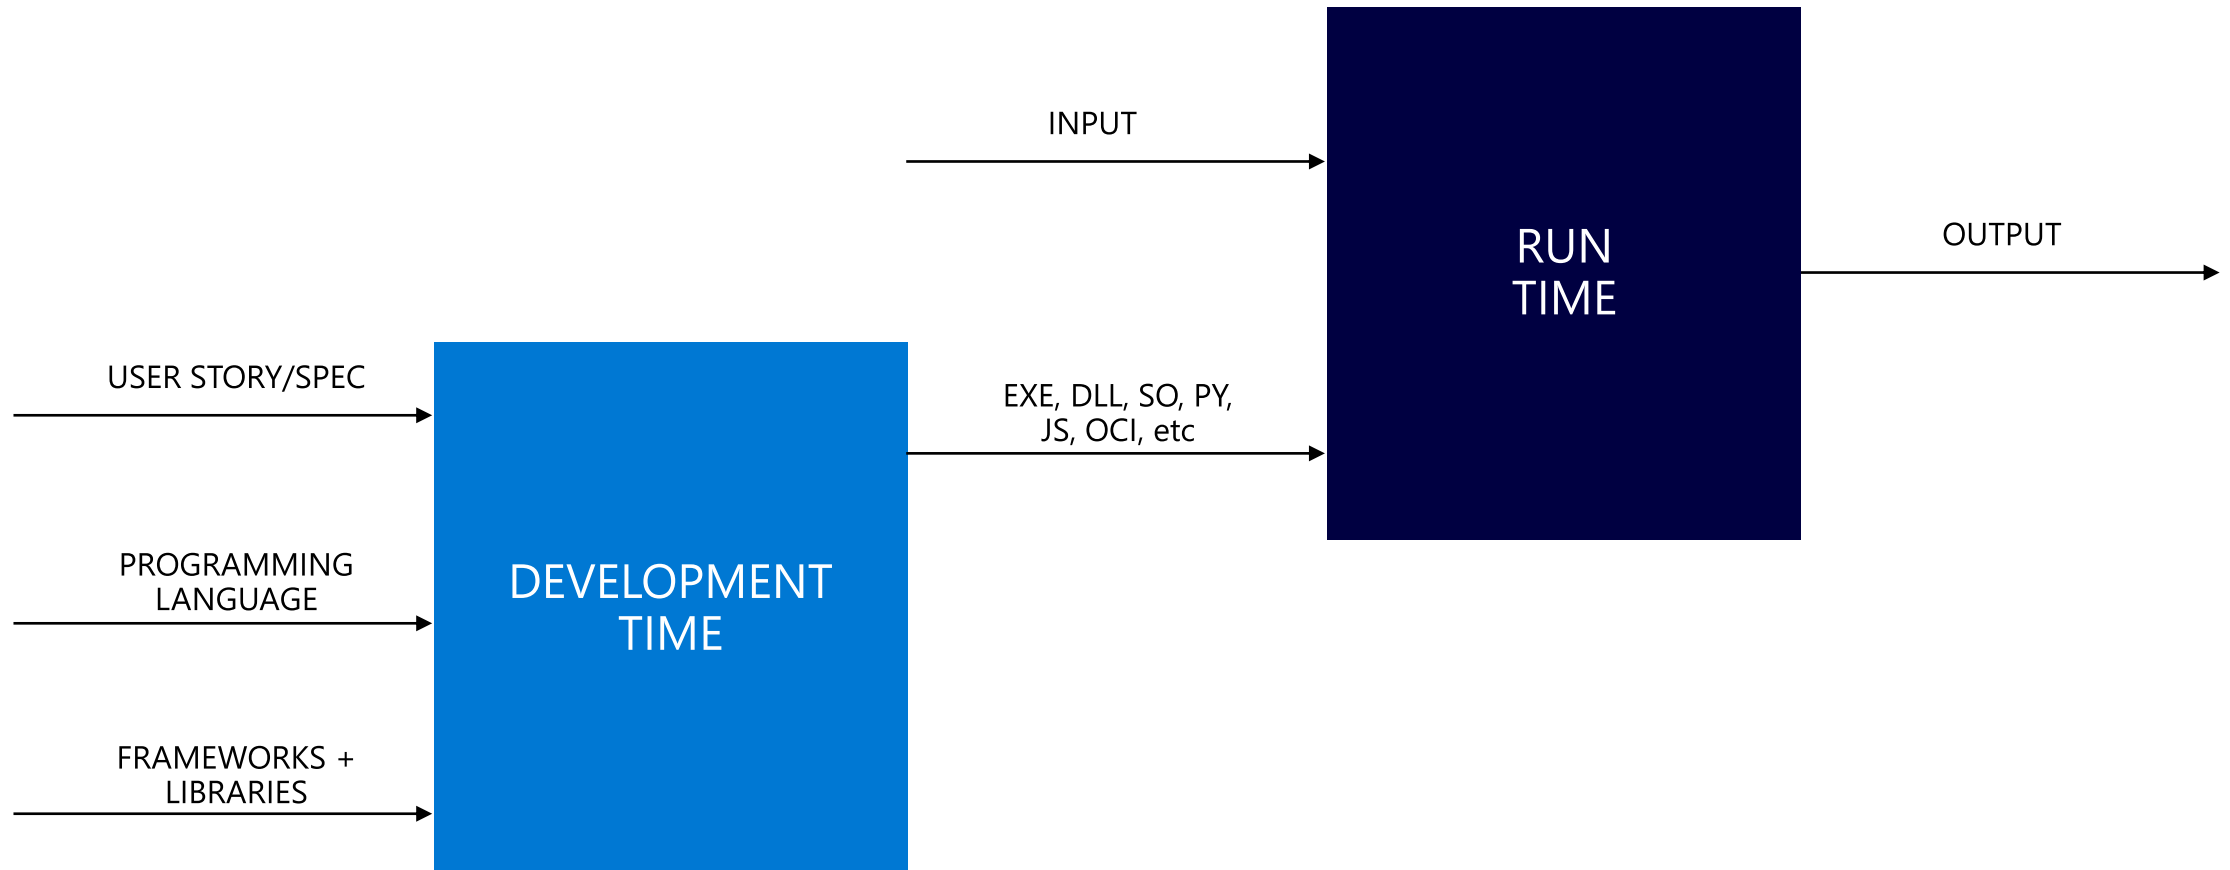 INPUT
RUN
TIME
OUTPUT
USER STORY/SPEC
EXE, DLL, SO, PY,
JS, OCI, etc
PROGRAMMING
LANGUAGE
DEVELOPMENT
TIME
FRAMEWORKS +
LIBRARIES